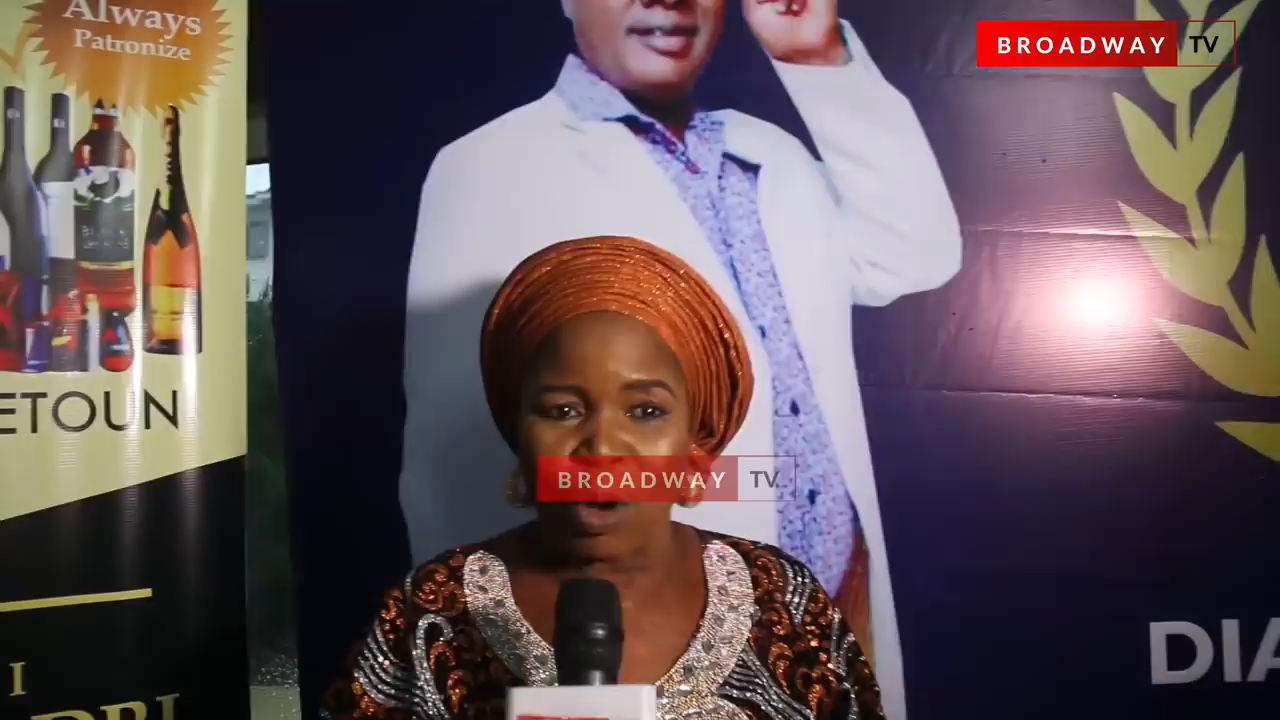 Always
Patronize
BROADWAY TV
ETOUN
BROADWAY TV
DIA
I